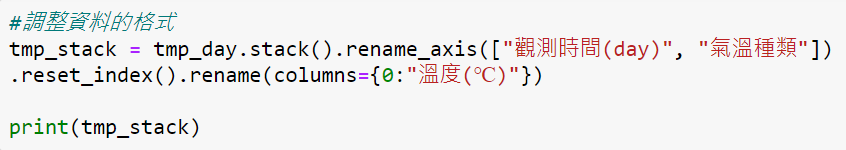 #調整資料的格式
tmp_stack = tmp_day.stack().rename_axis(["觀測時間(day)", "氣溫種類"])
.reset_index().rename(columns={0:"溫度(℃)"})
print(tmp_stack)